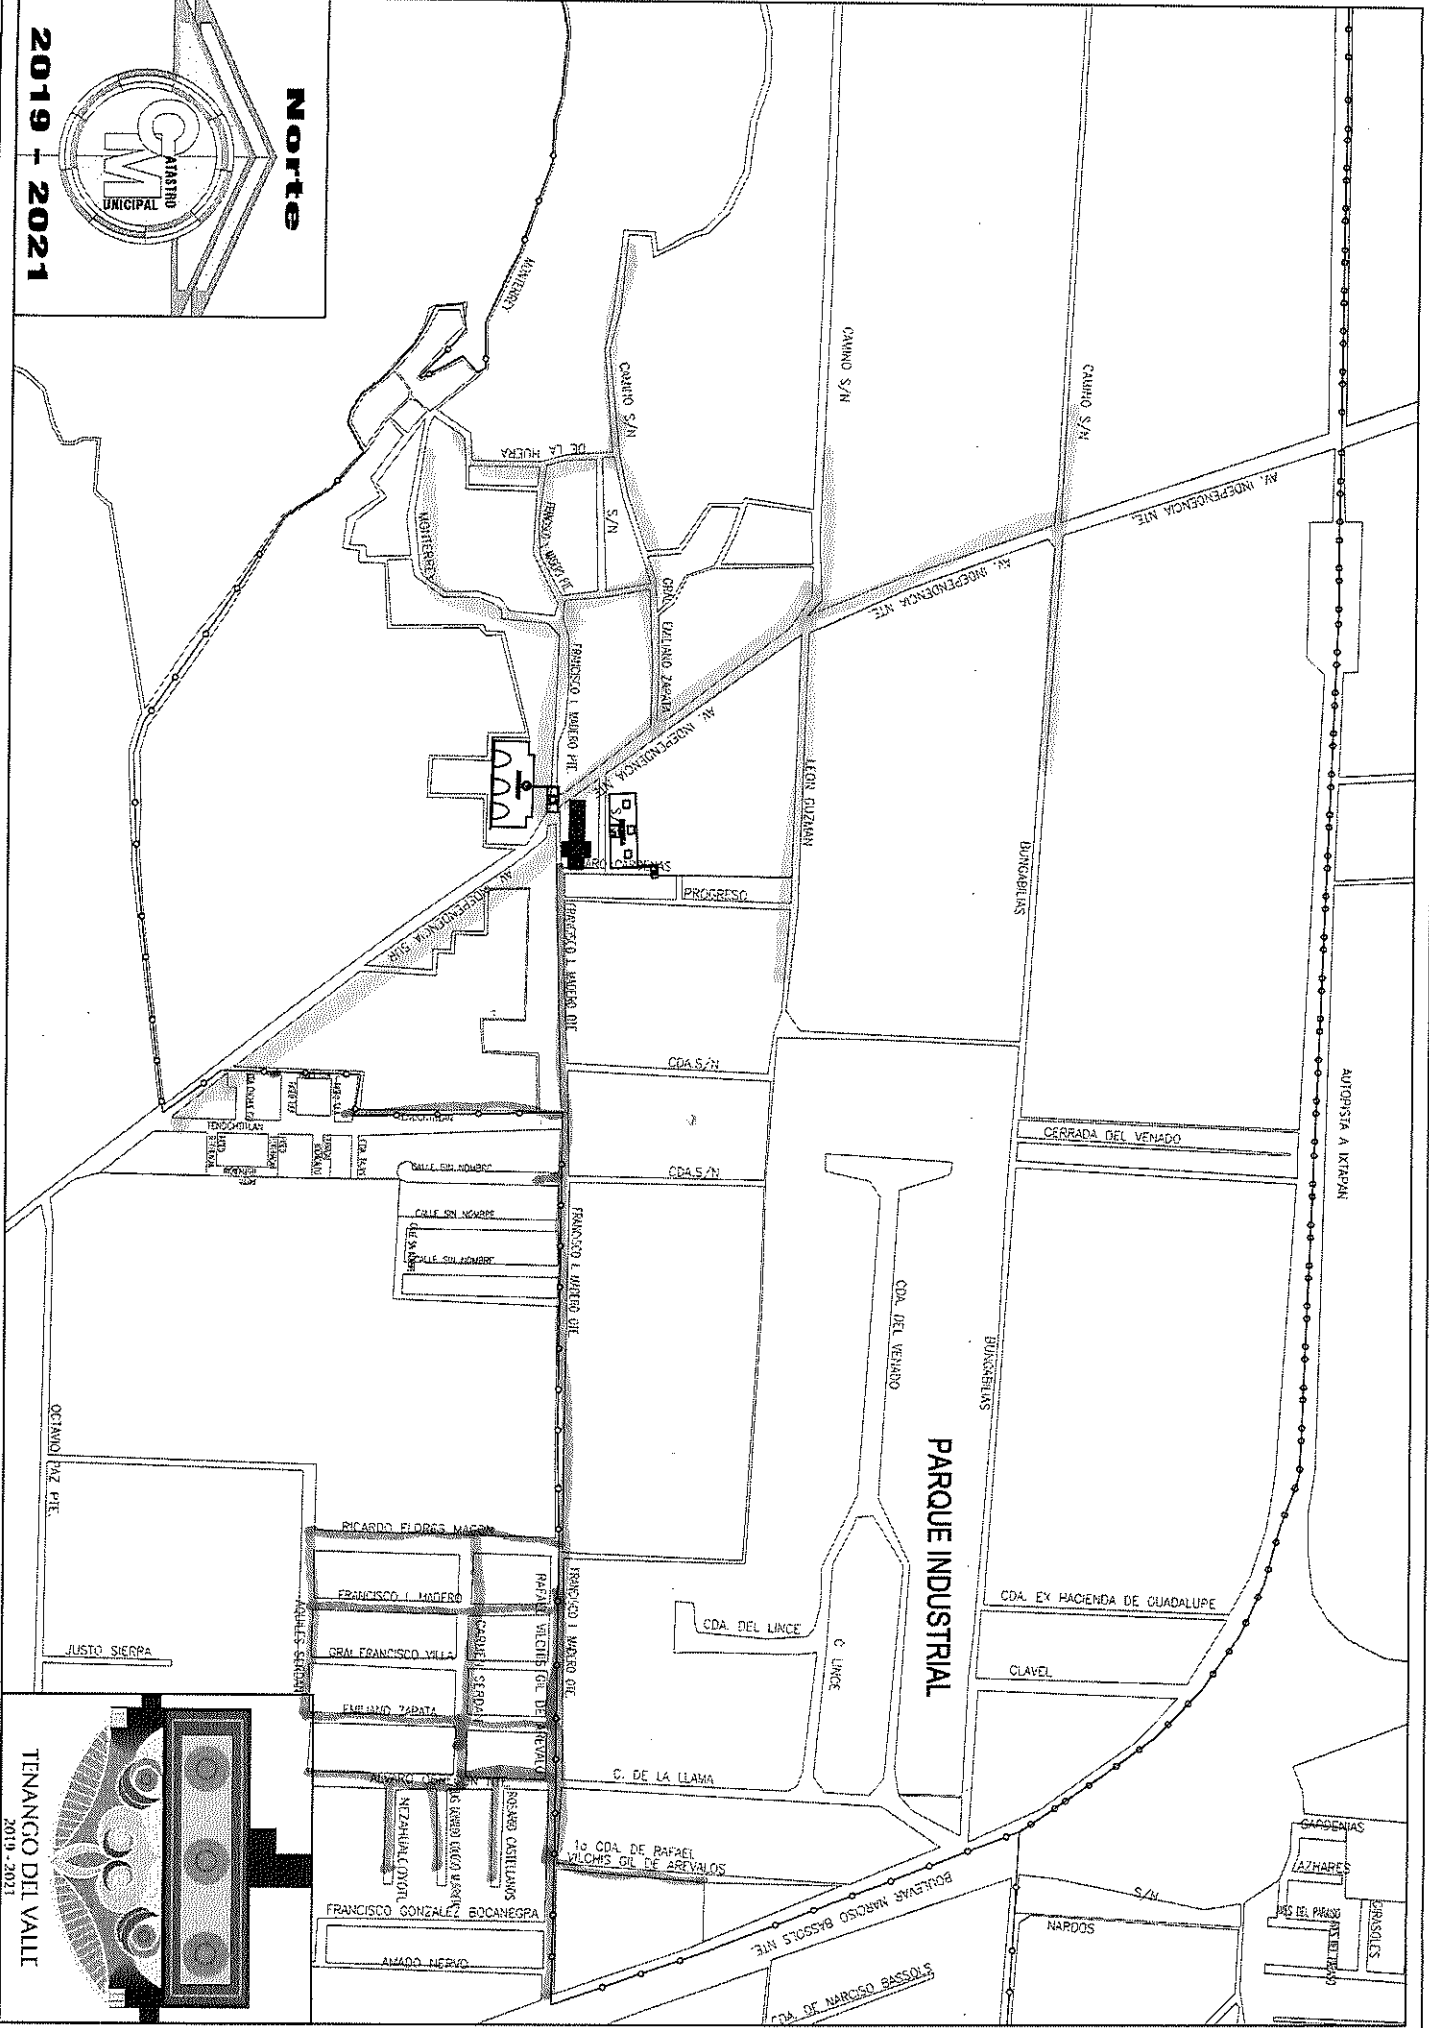 Norte
CATASTRO
MUNICIPAL
2019 - 2021
MONTERREY
CAMINO S/N
CAMINO S/N
CAMINO S/N
DE LA HUERA
S/N
MONTERREY
GRAL. EMILIANO ZAPATA
FRANCISCO I. MADERO PTE.
AV. INDEPENDENCIA NTE.
AV. INDEPENDENCIA NTE.
AV. INDEPENDENCIA NTE.
LEON GUZMAN
BUNGABILIAS
PROGRESO
AV. INDEPENDENCIA SUR
FRANCISCO I. MADERO OTE.
CDA.S/N
CDA.S/N
AUTOPISTA A IXTAPAN
CERRADA DEL VENADO
TENOCHTITLAN
CALLE SIN NOMBRE
CALLE SIN NOMBRE
CALLE SIN NOMBRE
FRANCISCO I. MADERO OTE.
CDA. DEL VENADO
BUNGABILIAS
PARQUE INDUSTRIAL
OCTAVIO PAZ PTE.
RICARDO FLORES MAGON
FRANCISCO I. MADERO
GRAL FRANCISCO VILLA
EMILIANO ZAPATA
AQUILES SERDAN
CARMEN SERDAN
RAFAEL VILCHIS GIL DE AREVALO
FRANCISCO I. MADERO OTE.
JUSTO SIERRA
CDA. DEL LINCE
C. LINCE
CDA. EX HACIENDA DE GUADALUPE
CLAVEL
ALVARO OBREGON
C. DE LA LLAMA
ROSARIO CASTELLANOS
NEZAHUALCOYOTL
1a CDA. DE RAFAEL
VILCHIS GIL DE AREVALOS
FRANCISCO GONZALEZ BOCANEGRA
AMADO NERVO
BOULEVAR NARCISO BASSOLS NTE.
CDA. DE NARCISO BASSOLS
GARDENIAS
AZHARES
GIRASOLES
S/N
NARDOS
TENANGO DEL VALLE
2019 - 2021